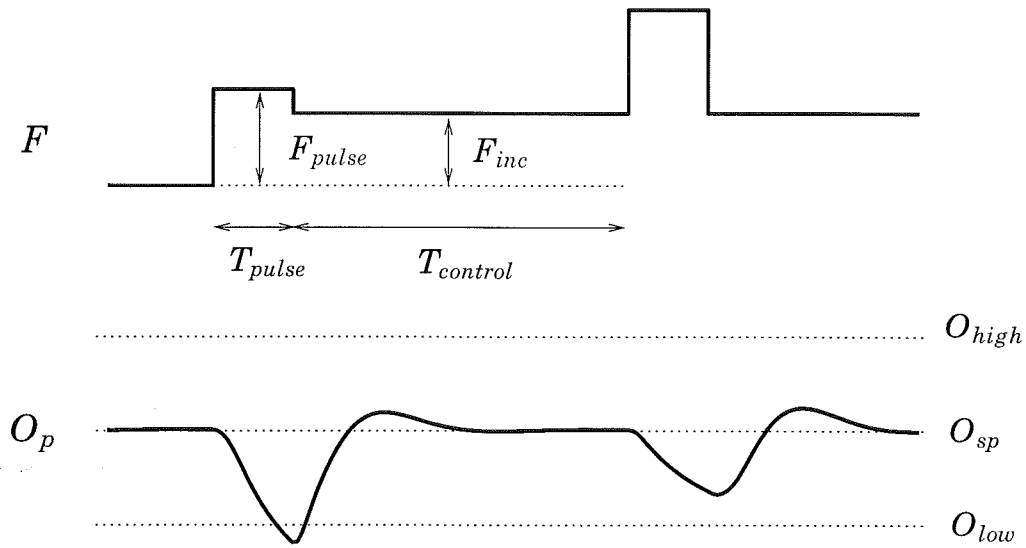 F
F_pulse
F_inc
T_pulse
T_control
O_high
O_p
O_sp
O_low